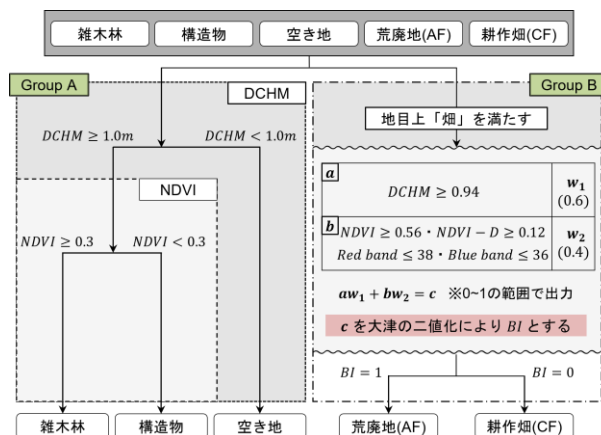 雑木林
構造物
空き地
荒廃地(AF)
耕作畑(CF)
Group A
DCHM
DCHM ≥ 1.0m
DCHM < 1.0m
NDVI
NDVI ≥ 0.3
NDVI < 0.3
Group B
地目上「畑」を満たす
a
DCHM ≥ 0.94
w₁
(0.6)
b
NDVI ≥ 0.56・NDVI − D ≥ 0.12
Red band ≤ 38・Blue band ≤ 36
w₂
(0.4)
aw₁ + bw₂ = c ※0~1の範囲で出力
c を大津の二値化により BI とする
BI = 1
BI = 0
雑木林
構造物
空き地
荒廃地(AF)
耕作畑(CF)